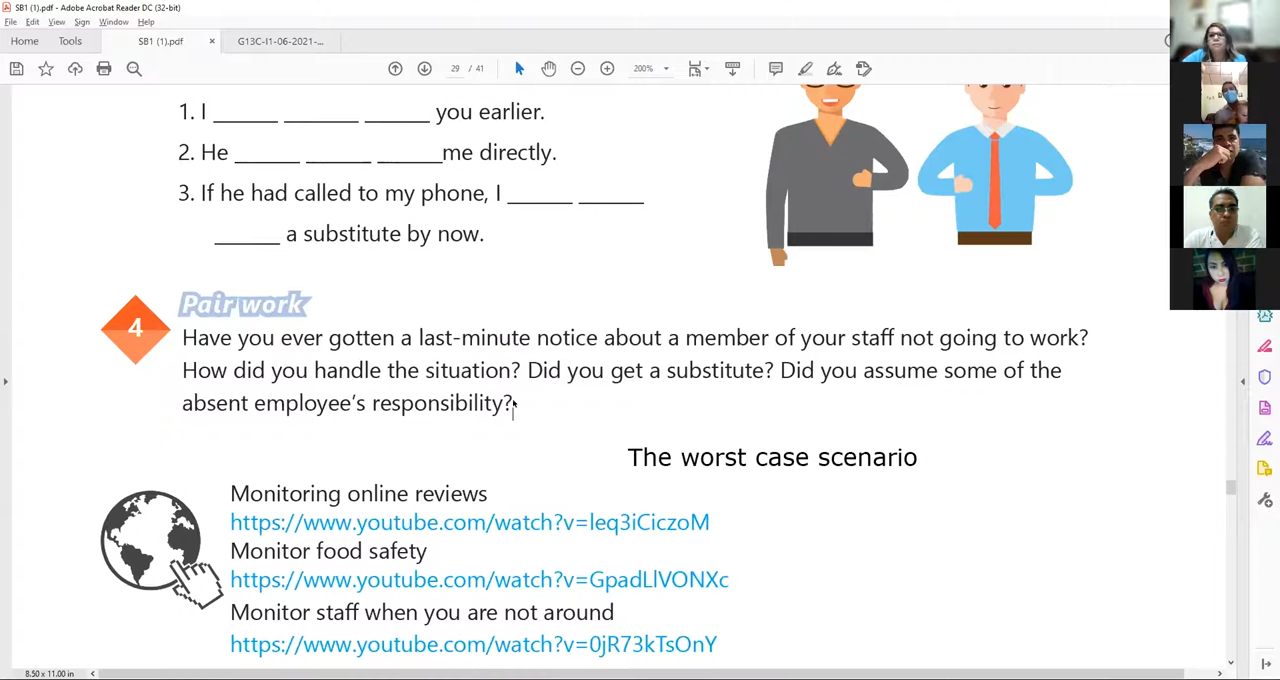 SB1 (1).pdf - Adobe Acrobat Reader DC (32-bit)
File Edit View Sign Window Help
Home Tools SB1 (1).pdf × G13C-I1-06-2021-...
29 / 41 200%
1. I ______ _______ ______ you earlier.
2. He ______ ______ ______me directly.
3. If he had called to my phone, I ______ ______
______ a substitute by now.
Pair work
4
Have you ever gotten a last-minute notice about a member of your staff not going to work?
How did you handle the situation? Did you get a substitute? Did you assume some of the
absent employee’s responsibility?
The worst case scenario
Monitoring online reviews
https://www.youtube.com/watch?v=leq3iCiczoM
Monitor food safety
https://www.youtube.com/watch?v=GpadLlVONXc
Monitor staff when you are not around
https://www.youtube.com/watch?v=0jR73kTsOnY
8.50 x 11.00 in